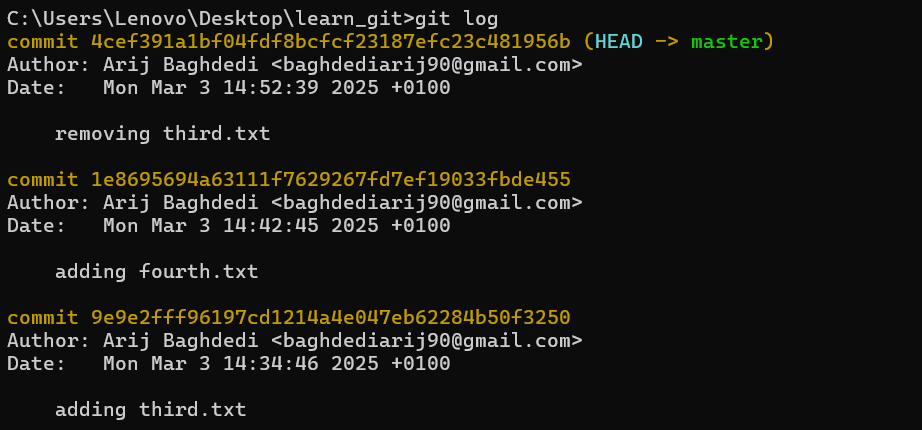 C:\Users\Lenovo\Desktop\learn_git>git log
commit 4cef391a1bf04fdf8bcfcf23187efc23c481956b (HEAD -> master)
Author: Arij Baghdedi <baghdediarij90@gmail.com>
Date:   Mon Mar 3 14:52:39 2025 +0100
removing third.txt
commit 1e8695694a63111f7629267fd7ef19033fbde455
Author: Arij Baghdedi <baghdediarij90@gmail.com>
Date:   Mon Mar 3 14:42:45 2025 +0100
adding fourth.txt
commit 9e9e2fff96197cd1214a4e047eb62284b50f3250
Author: Arij Baghdedi <baghdediarij90@gmail.com>
Date:   Mon Mar 3 14:34:46 2025 +0100
adding third.txt